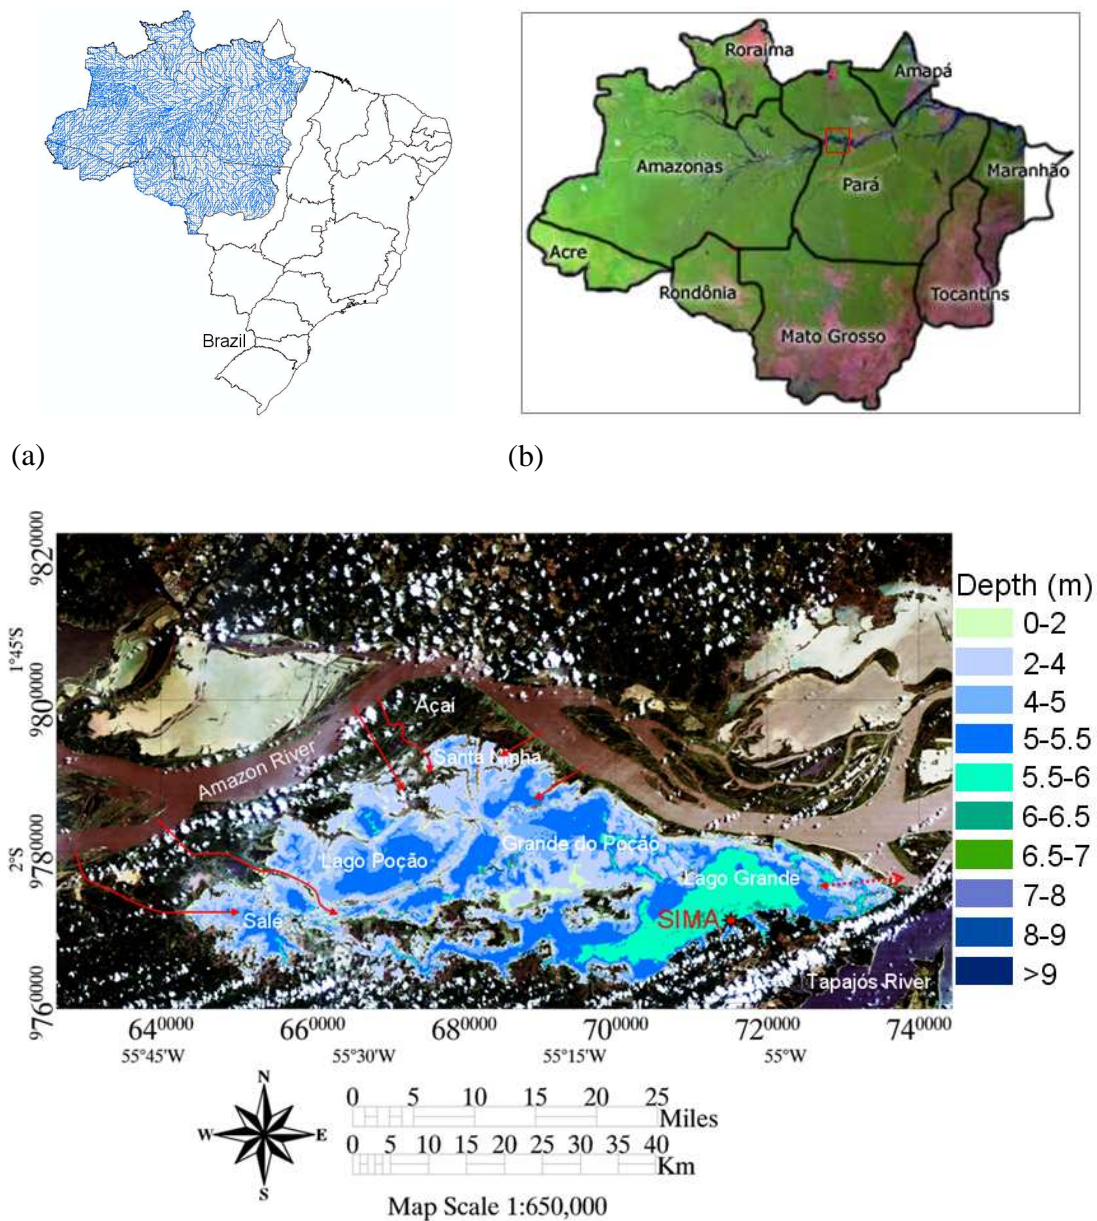 Brazil
Roraima
Amapá
Amazonas
Pará
Maranhão
Acre
Rondônia
Tocantins
Mato Grosso
(a)
(b)
982⁰⁰⁰⁰
980⁰⁰⁰⁰
978⁰⁰⁰⁰
976⁰⁰⁰⁰
1°45'S
2°S
Açai
Amazon River
Santa Ninha
Lago Poção
Grande do Poção
Lago Grande
Salé
SIMA
Tapajós River
64⁰⁰⁰⁰ 66⁰⁰⁰⁰ 68⁰⁰⁰⁰ 70⁰⁰⁰⁰ 72⁰⁰⁰⁰ 74⁰⁰⁰⁰
55°45'W 55°30'W 55°15'W 55°W
Depth (m)
0-2
2-4
4-5
5-5.5
5.5-6
6-6.5
6.5-7
7-8
8-9
>9
N
W E
S
0 5 10 15 20 25
Miles
0 5 10 15 20 25 30 35 40
Km
Map Scale 1:650,000